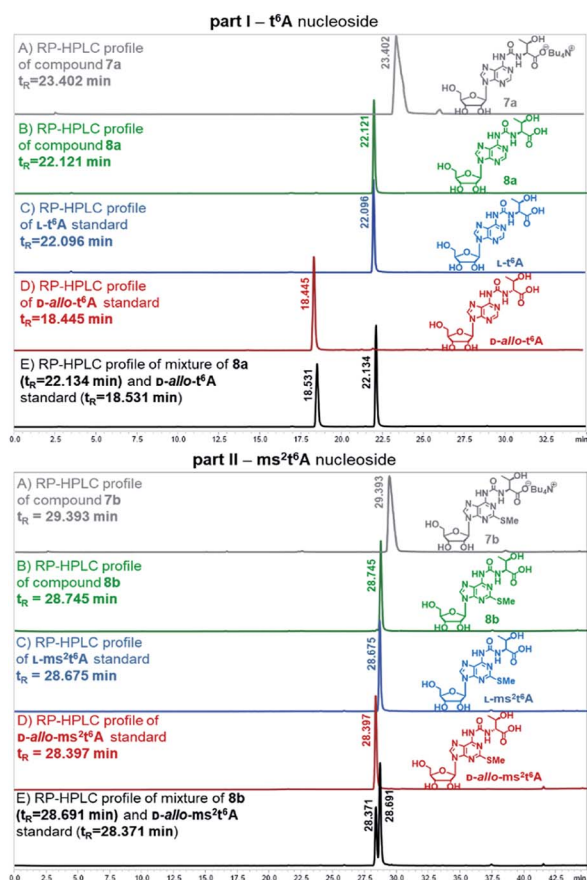 part I – t⁶A nucleoside
A) RP-HPLC profile
of compound 7a
tR=23.402 min
23.402
HO
N
HN
O
N
H
OH
O
O⊖Bu₄N⊕
7a
B) RP-HPLC profile
of compound 8a
tR=22.121 min
22.121
8a
C) RP-HPLC profile
of L-t⁶A standard
tR=22.096 min
22.096
L-t⁶A
D) RP-HPLC profile
of D-allo-t⁶A standard
tR=18.445 min
18.445
D-allo-t⁶A
E) RP-HPLC profile of mixture of 8a
(tR=22.134 min) and D-allo-t⁶A
standard (tR=18.531 min)
18.531
22.134
0.0 2.5 5.0 7.5 10.0 12.5 15.0 17.5 20.0 22.5 25.0 27.5 30.0 32.5 min
part II – ms²t⁶A nucleoside
A) RP-HPLC profile
of compound 7b
tR = 29.393 min
29.393
O⊖Bu₄N⊕
SMe
7b
B) RP-HPLC profile
of compound 8b
tR = 28.745 min
28.745
SMe
8b
C) RP-HPLC profile
of L-ms²t⁶A standard
tR = 28.675 min
28.675
SMe
L-ms²t⁶A
D) RP-HPLC profile of
D-allo-ms²t⁶A standard
tR = 28.397 min
28.397
SMe
D-allo-ms²t⁶A
E) RP-HPLC profile of mixture of 8b
(tR=28.691 min) and D-allo-ms²t⁶A
standard (tR=28.371 min)
28.371
28.691
0.0 2.5 5.0 7.5 10.0 12.5 15.0 17.5 20.0 22.5 25.0 27.5 30.0 32.5 35.0 37.5 40.0 42.5 min